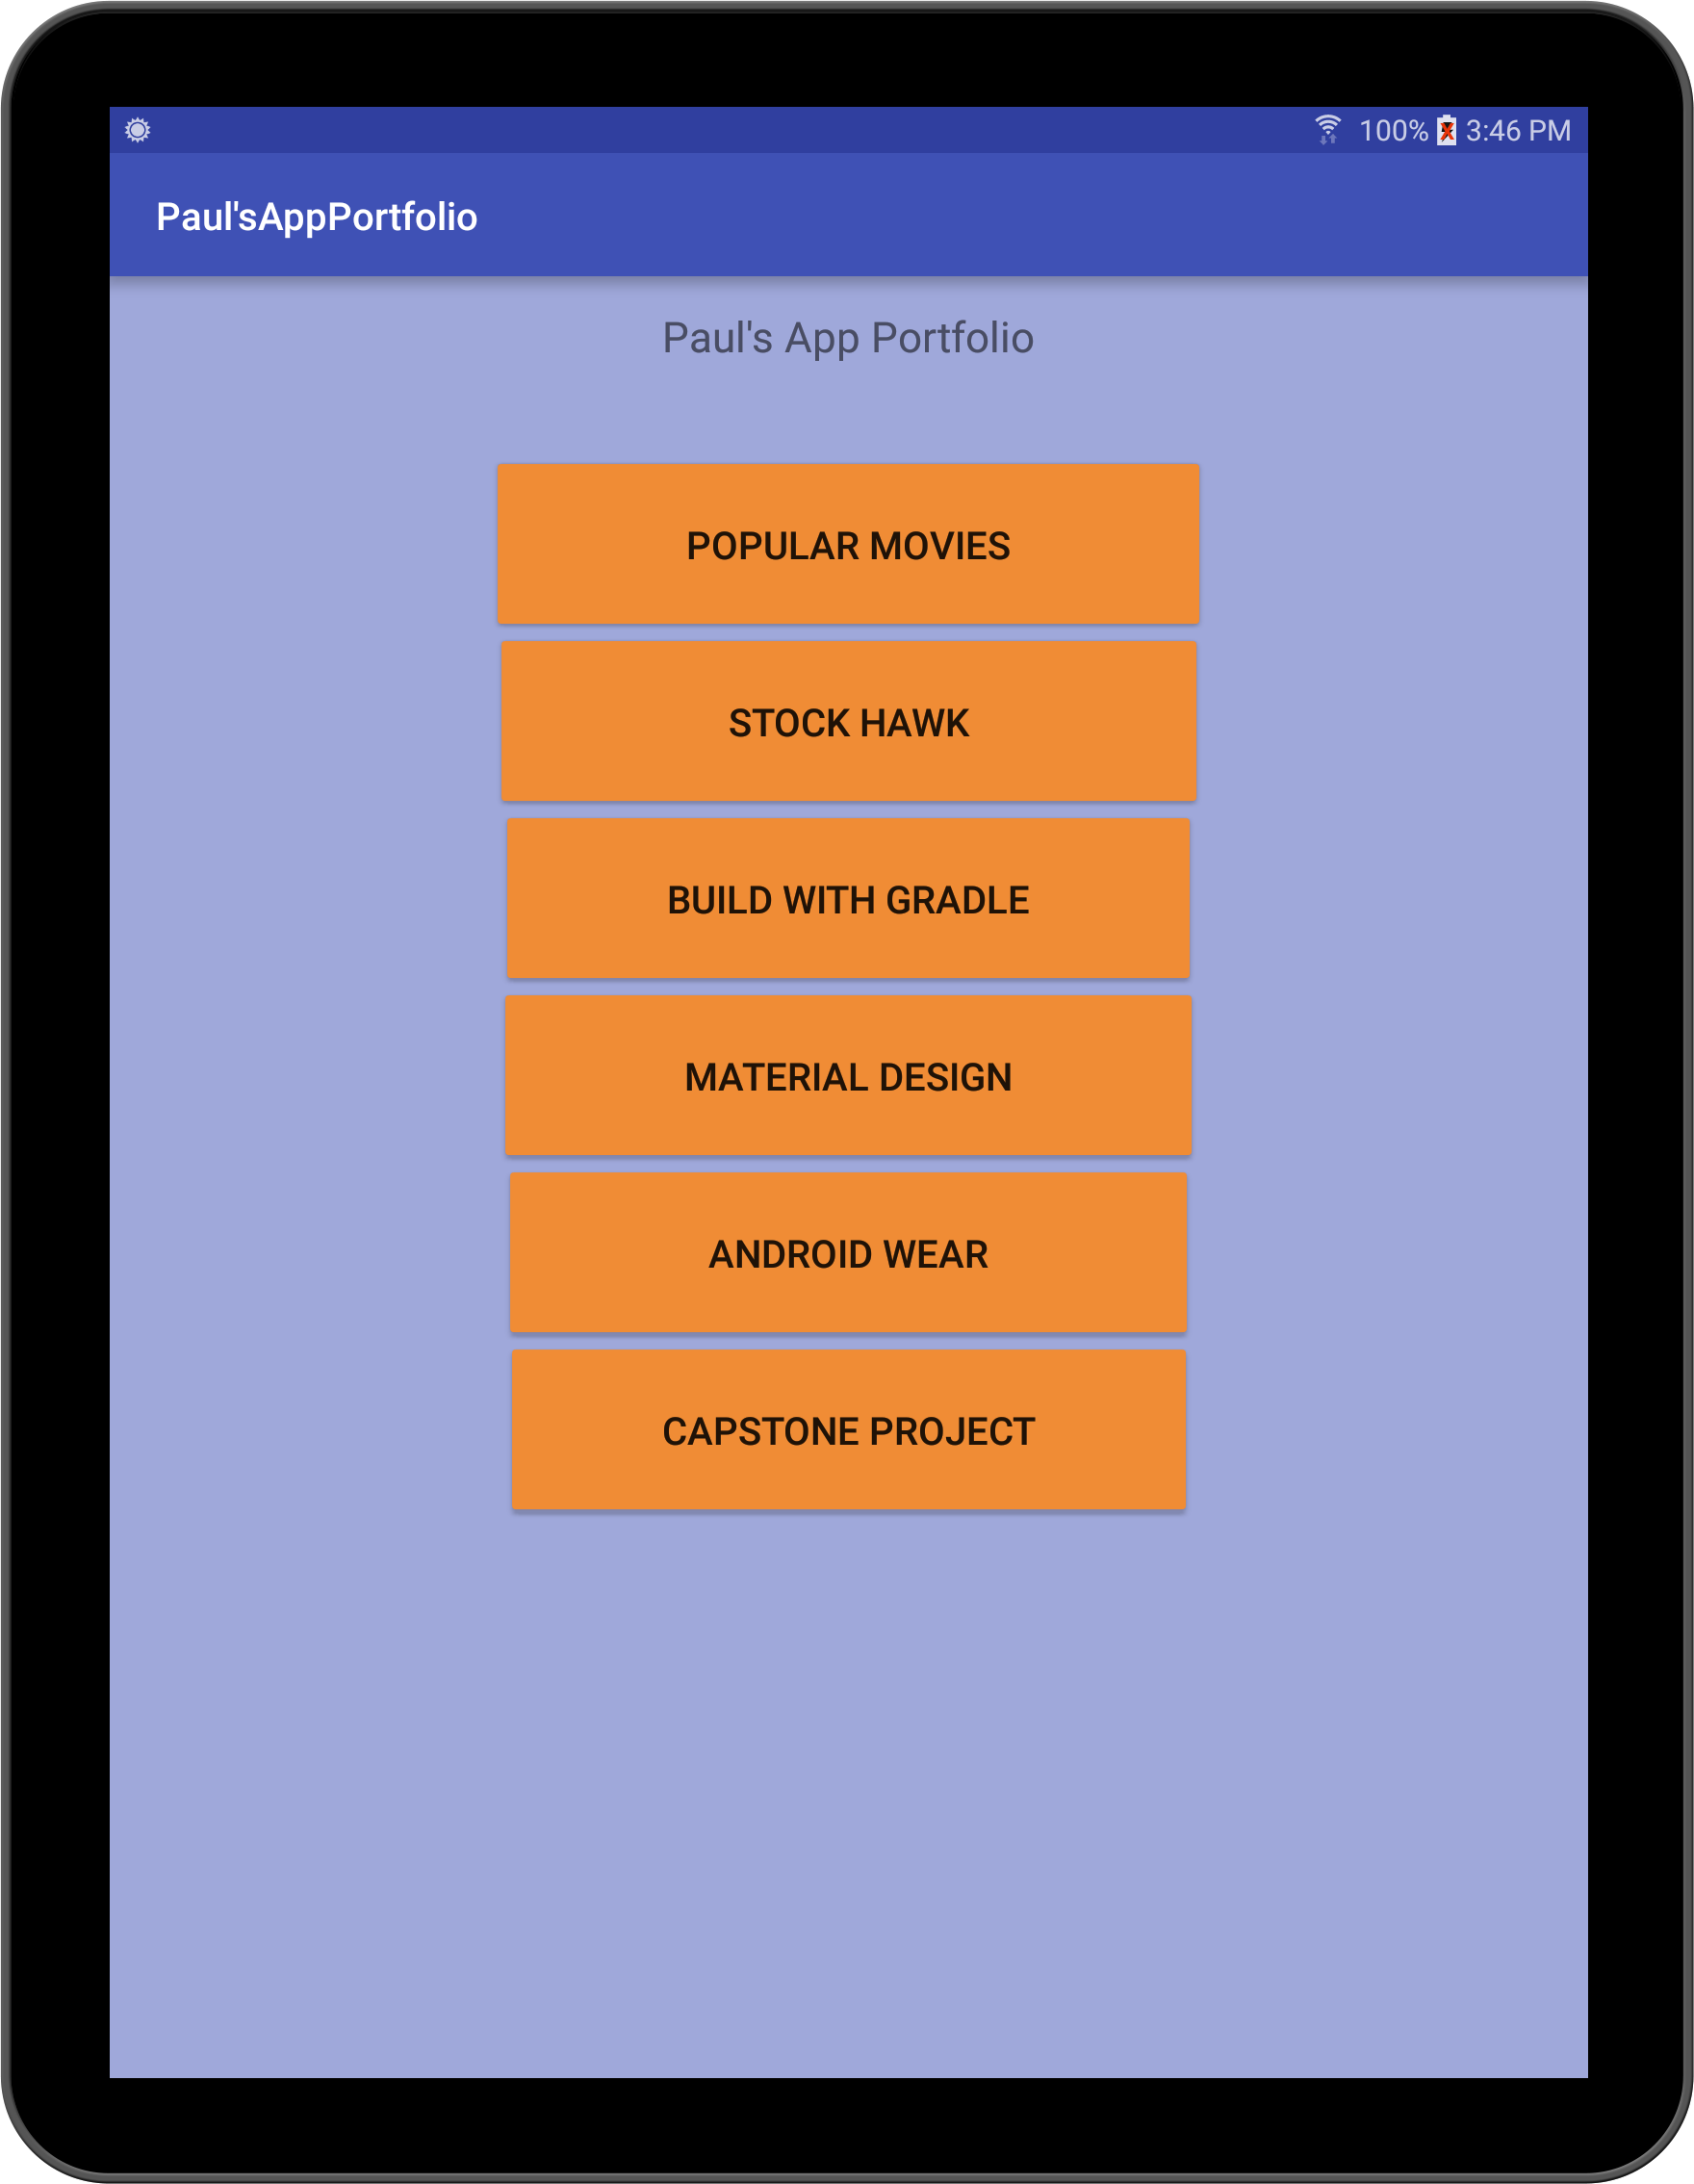 100% 3:46 PM
Paul'sAppPortfolio
Paul's App Portfolio
POPULAR MOVIES
STOCK HAWK
BUILD WITH GRADLE
MATERIAL DESIGN
ANDROID WEAR
CAPSTONE PROJECT